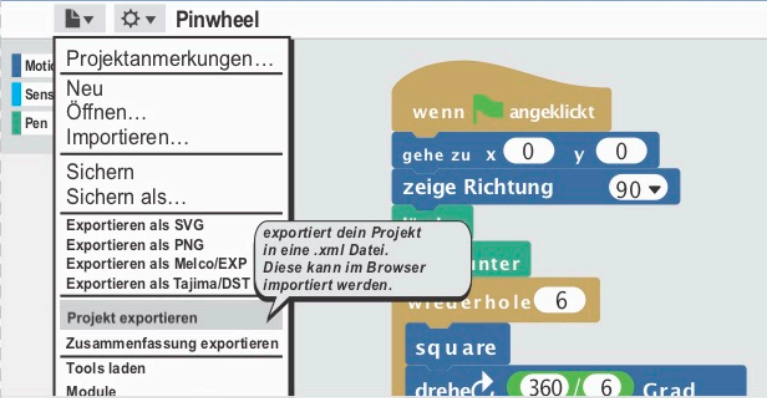 Pinwheel
Motio
Sens
Pen
Projektanmerkungen...
Neu
Öffnen...
Importieren...
Sichern
Sichern als...
Exportieren als SVG
Exportieren als PNG
Exportieren als Melco/EXP
Exportieren als Tajima/DST
Projekt exportieren
Zusammenfassung exportieren
Tools laden
Module
exportiert dein Projekt
in eine .xml Datei.
Diese kann im Browser
importiert werden.
wenn angeklickt
gehe zu x 0 y 0
zeige Richtung 90
unter
wiederhole 6
square
drehe 360 / 6 Grad